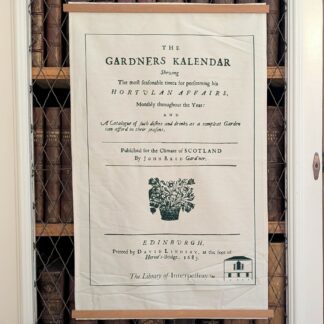 THE
GARDNERS KALENDAR
Shewing
The most seasonable times for performing his
HORTULAN AFFAIRS,
Monthly throughout the Year:
AND
A Catalogue of such dishes and drinks as a compleat Garden
can afford in their seasons.
Published for the Climate of SCOTLAND
By JOHN REID Gard'ner.
EDINBURGH,
Printed by DAVID LINDSAY, at the foot of
Heriot's-Bridge, 1683.
The Library of Innerpeffray